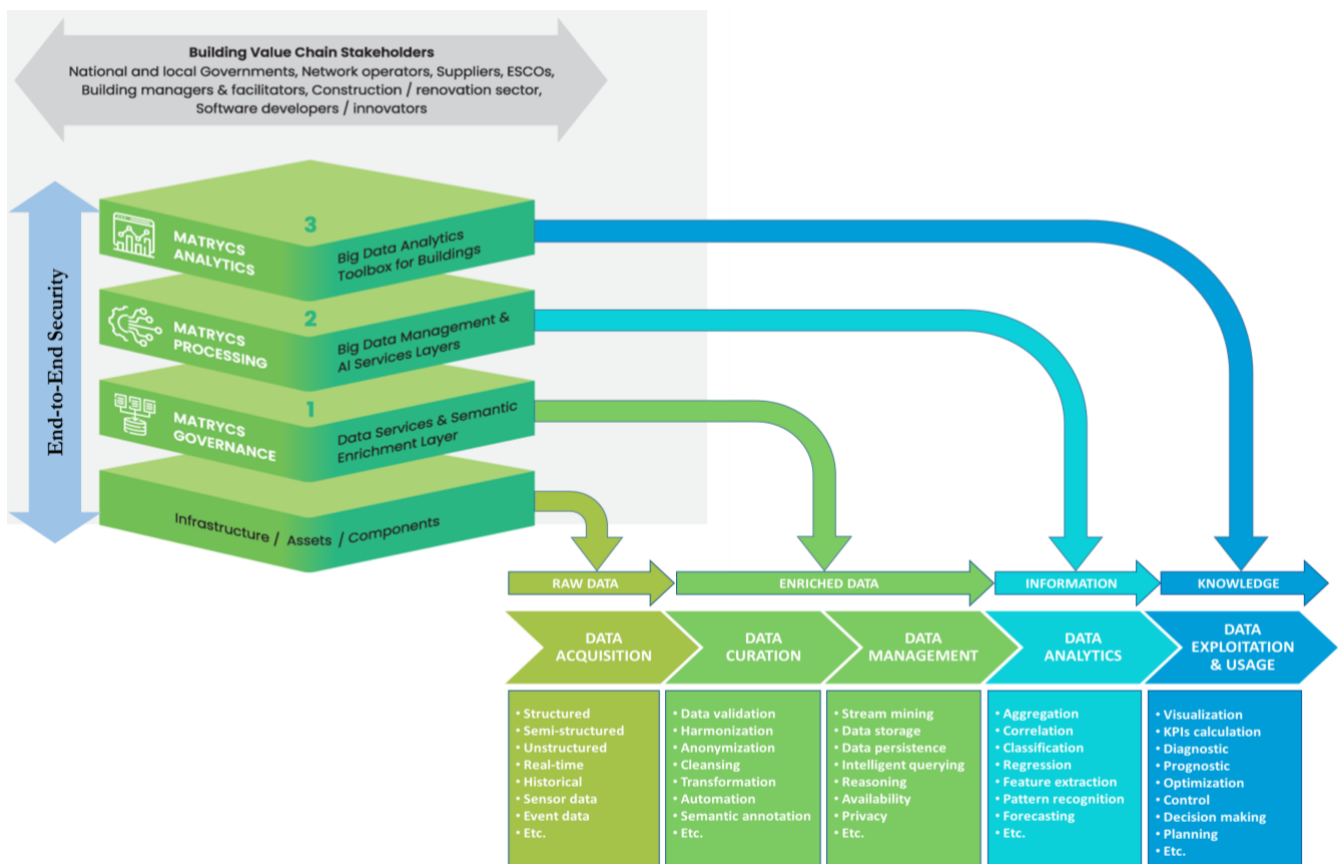 Building Value Chain Stakeholders
National and local Governments, Network operators, Suppliers, ESCOs,
Building managers & facilitators, Construction / renovation sector,
Software developers / innovators
End-to-End Security
3
MATRYCS
ANALYTICS
Big Data Analytics
Toolbox for Buildings
2
MATRYCS
PROCESSING
Big Data Management &
AI Services Layers
1
MATRYCS
GOVERNANCE
Data Services & Semantic
Enrichment Layer
Infrastructure / Assets / Components
RAW DATA
ENRICHED DATA
INFORMATION
KNOWLEDGE
DATA
ACQUISITION
DATA
CURATION
DATA
MANAGEMENT
DATA
ANALYTICS
DATA
EXPLOITATION
& USAGE
• Structured
• Semi-structured
• Unstructured
• Real-time
• Historical
• Sensor data
• Event data
• Etc.
• Data validation
• Harmonization
• Anonymization
• Cleansing
• Transformation
• Automation
• Semantic annotation
• Etc.
• Stream mining
• Data storage
• Data persistence
• Intelligent querying
• Reasoning
• Availability
• Privacy
• Etc.
• Aggregation
• Correlation
• Classification
• Regression
• Feature extraction
• Pattern recognition
• Forecasting
• Etc.
• Visualization
• KPIs calculation
• Diagnostic
• Prognostic
• Optimization
• Control
• Decision making
• Planning
• Etc.